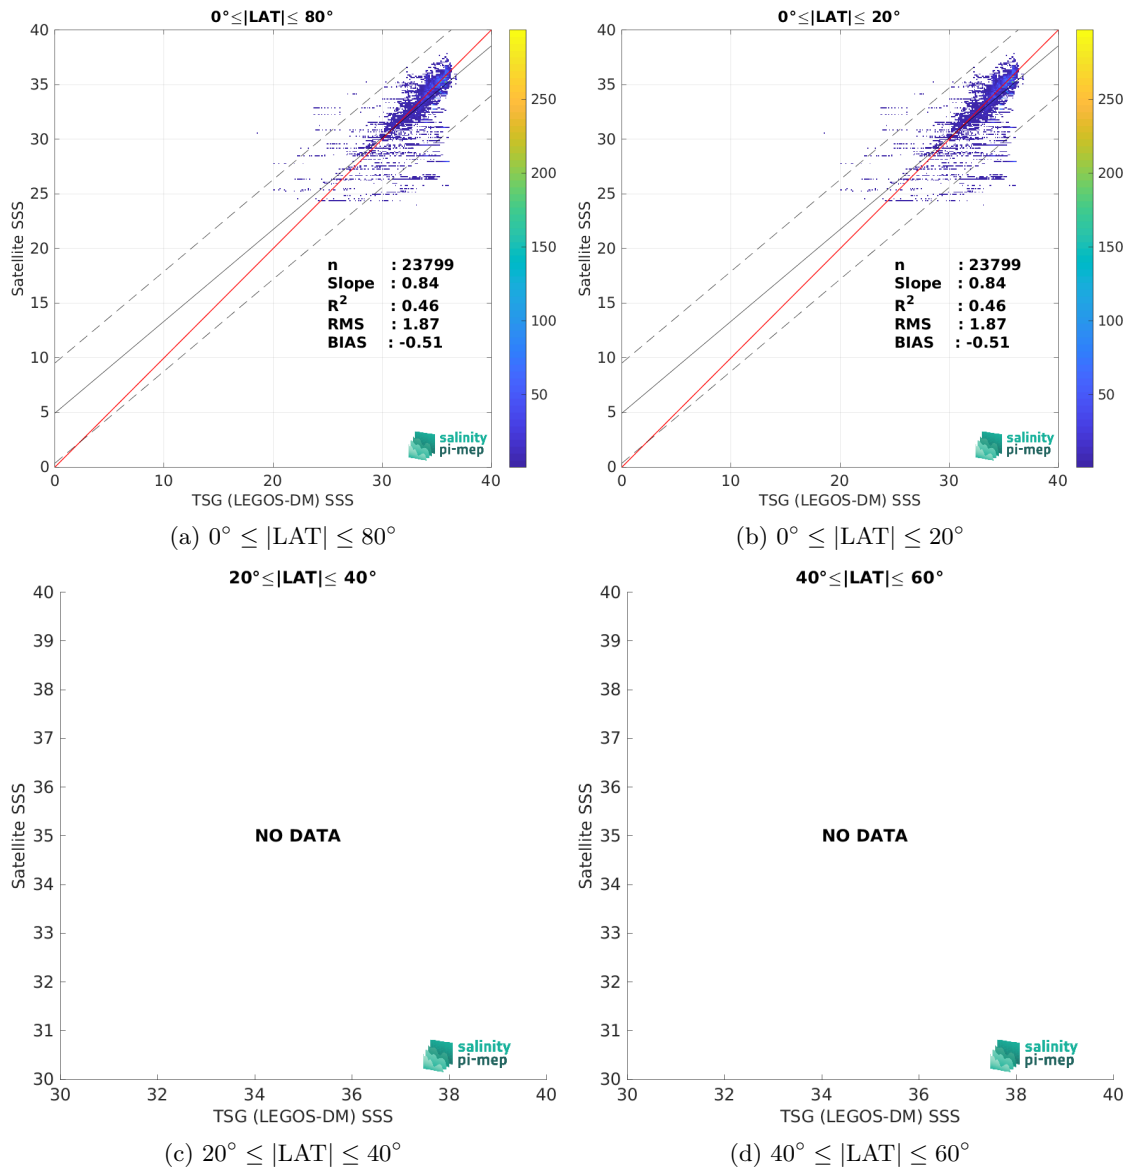 0°≤|LAT|≤ 80°
40
35
30
25
20
15
10
5
0
Satellite SSS
n : 23799
Slope : 0.84
R² : 0.46
RMS : 1.87
BIAS : -0.51
salinity
pi-mep
0 10 20 30 40
TSG (LEGOS-DM) SSS
250
200
150
100
50
(a) 0° ≤ |LAT| ≤ 80°
0°≤|LAT|≤ 20°
40
35
30
25
20
15
10
5
0
Satellite SSS
n : 23799
Slope : 0.84
R² : 0.46
RMS : 1.87
BIAS : -0.51
salinity
pi-mep
0 10 20 30 40
TSG (LEGOS-DM) SSS
250
200
150
100
50
(b) 0° ≤ |LAT| ≤ 20°
20°≤|LAT|≤ 40°
40
39
38
37
36
35
34
33
32
31
30
Satellite SSS
NO DATA
salinity
pi-mep
30 32 34 36 38 40
TSG (LEGOS-DM) SSS
(c) 20° ≤ |LAT| ≤ 40°
40°≤|LAT|≤ 60°
40
39
38
37
36
35
34
33
32
31
30
Satellite SSS
NO DATA
salinity
pi-mep
30 32 34 36 38 40
TSG (LEGOS-DM) SSS
(d) 40° ≤ |LAT| ≤ 60°